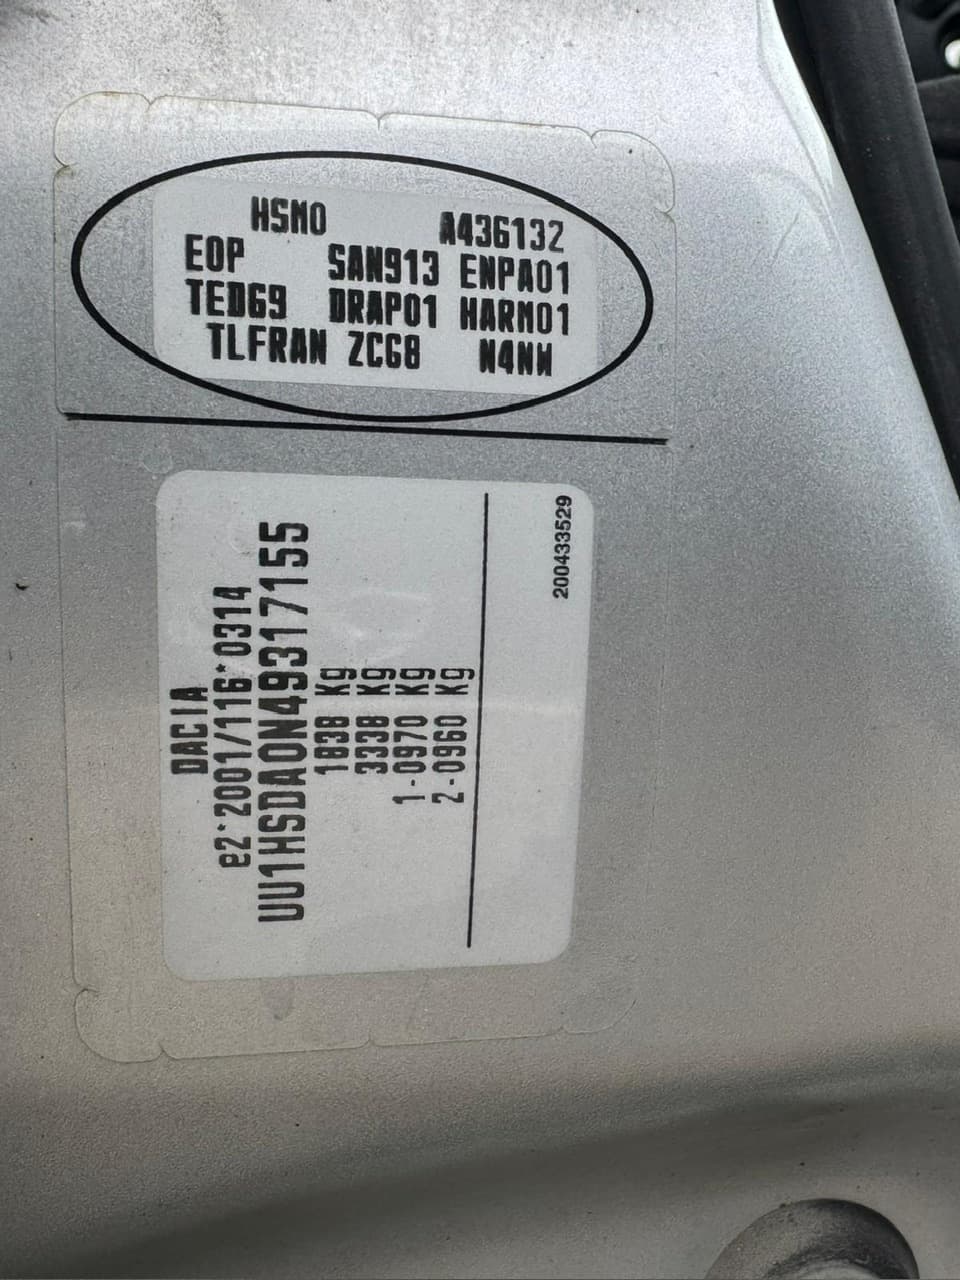 HSM0 A436132
EOP SAN913 ENPA01
TED69 DRAP01 HARM01
TLFRAN ZCG8 N4NW
DACIA
e2*2001/116*0314
UU1HSDAON49317155
1838 Kg
3338 Kg
1-0970 Kg
2-0960 Kg
200433529